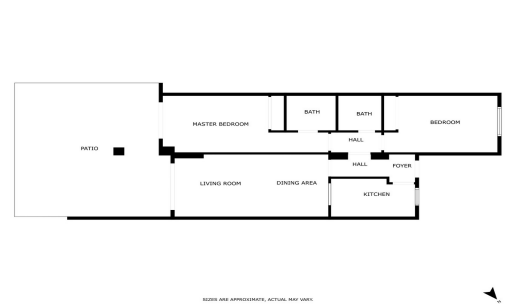 BATH
BATH
BEDROOM
MASTER BEDROOM
HALL
PATIO
HALL
FOYER
LIVING ROOM
DINING AREA
KITCHEN
SIZES ARE APPROXIMATE, ACTUAL MAY VARY.
S